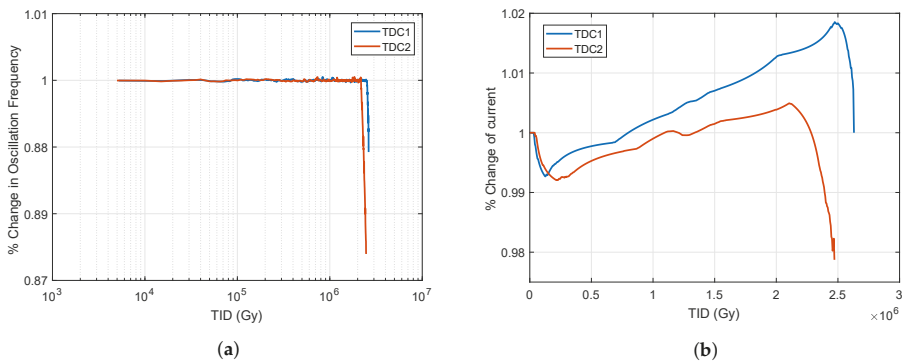 1.01
1
0.88
0.89
0.87
% Change in Oscillation Frequency
TDC1
TDC2
10³ 10⁴ 10⁵ 10⁶ 10⁷
TID (Gy)
(a)
1.02
1.01
1
0.99
0.98
% Change of current
TDC1
TDC2
0 0.5 1 1.5 2 2.5 3
×10⁶
TID (Gy)
(b)